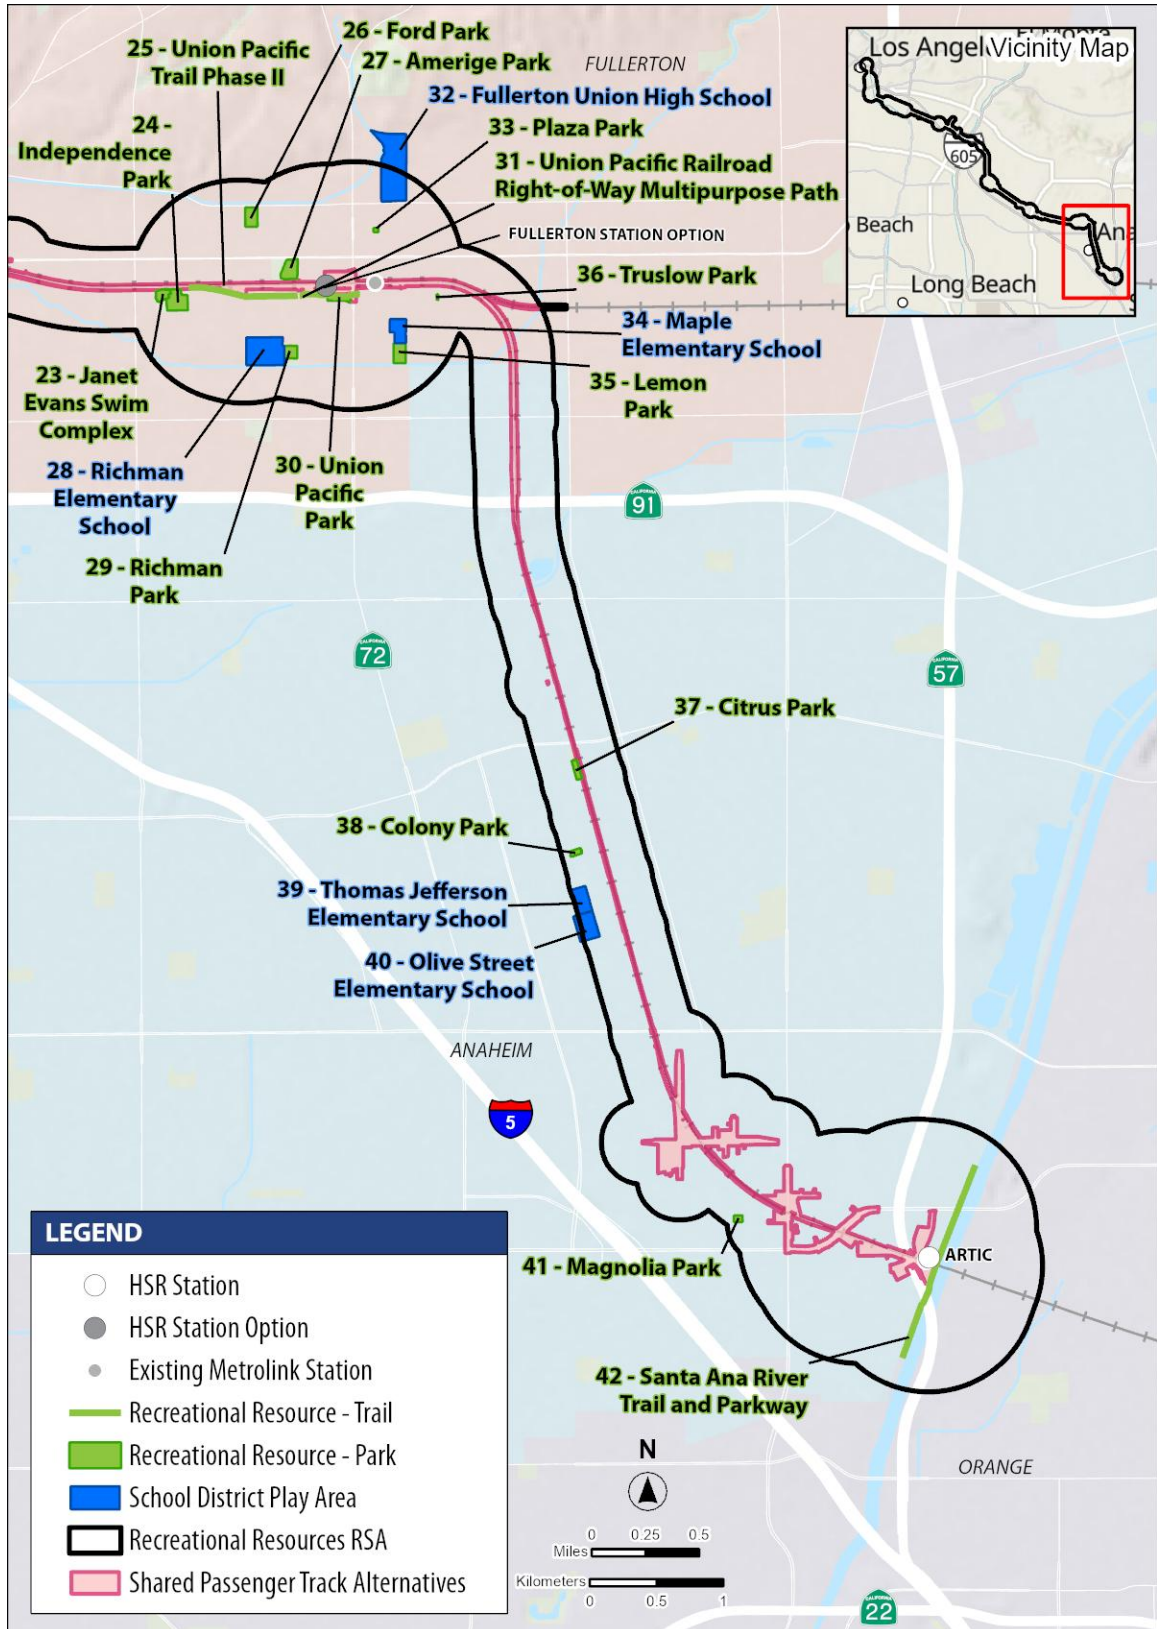 26 - Ford Park
25 - Union Pacific
Trail Phase II
27 - Amerige Park
FULLERTON
32 - Fullerton Union High School
24 -
Independence
Park
33 - Plaza Park
31 - Union Pacific Railroad
Right-of-Way Multipurpose Path
FULLERTON STATION OPTION
36 - Truslow Park
34 - Maple
Elementary School
35 - Lemon
Park
23 - Janet
Evans Swim
Complex
28 - Richman
Elementary
School
30 - Union
Pacific
Park
29 - Richman
Park
Los Angel
Vicinity Map
605
Beach
Ana
Long Beach
CALIFORNIA
91
CALIFORNIA
72
CALIFORNIA
57
37 - Citrus Park
38 - Colony Park
39 - Thomas Jefferson
Elementary School
40 - Olive Street
Elementary School
ANAHEIM
5
41 - Magnolia Park
ARTIC
42 - Santa Ana River
Trail and Parkway
ORANGE
CALIFORNIA
22
LEGEND
HSR Station
HSR Station Option
Existing Metrolink Station
Recreational Resource - Trail
Recreational Resource - Park
School District Play Area
Recreational Resources RSA
Shared Passenger Track Alternatives
N
0 0.25 0.5
Miles
Kilometers
0 0.5 1